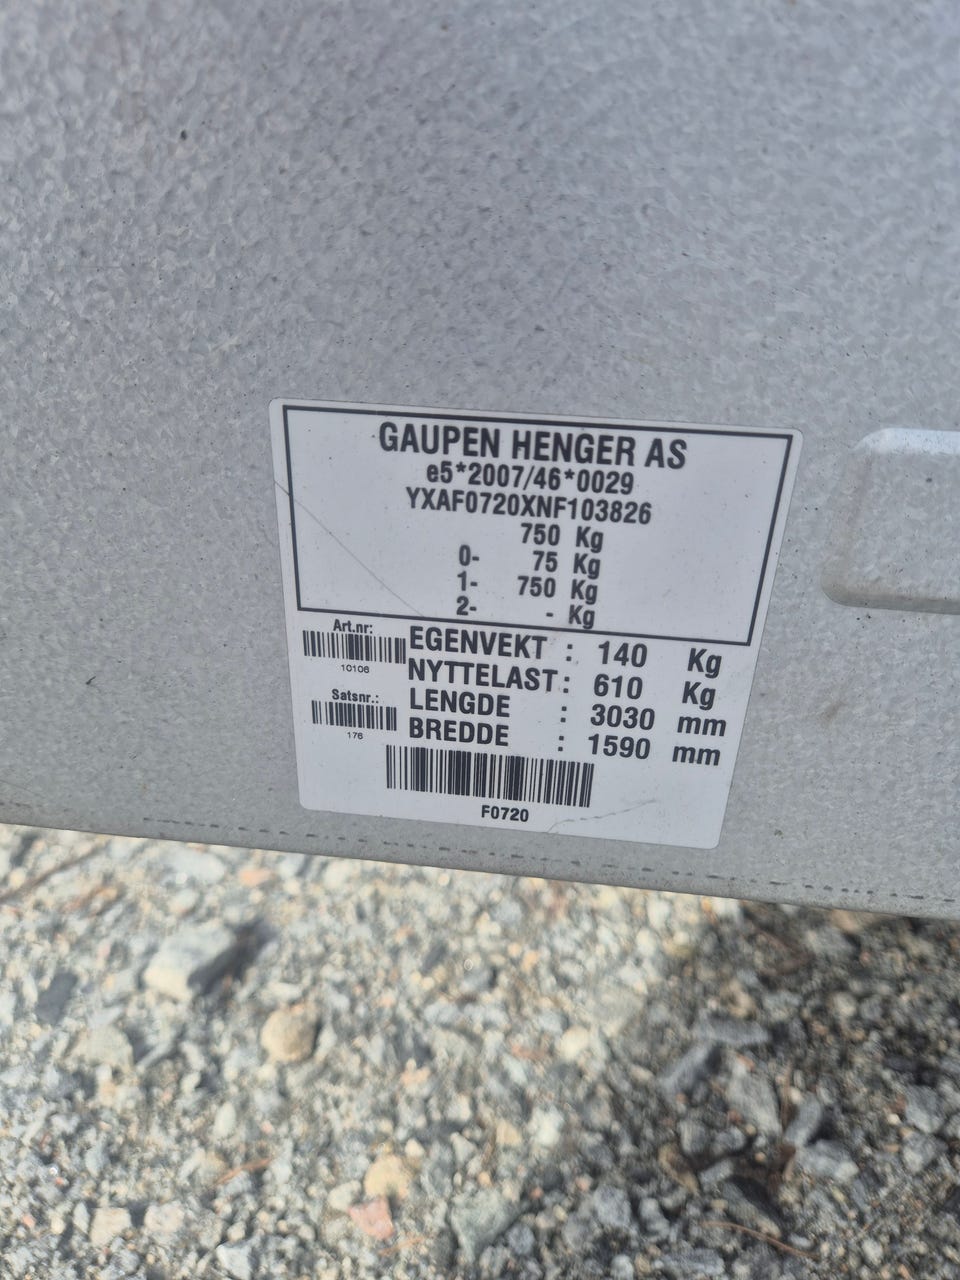 GAUPEN HENGER AS
e5*2007/46*0029
YXAF0720XNF103826
750 Kg
0- 75 Kg
1- 750 Kg
2- - Kg
Art.nr:
10106
EGENVEKT : 140 Kg
NYTTELAST : 610 Kg
Satsnr.:
176
LENGDE : 3030 mm
BREDDE : 1590 mm
F0720